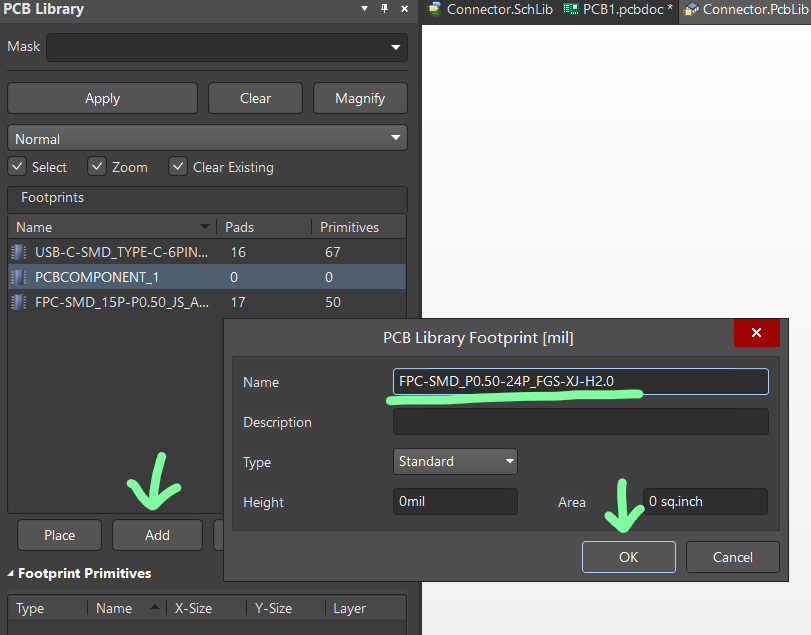 PCB Library
Connector.SchLib PCB1.pcbdoc * Connector.PcbLib
Mask
Apply Clear Magnify
Normal
Select Zoom Clear Existing
Footprints
Name Pads Primitives
USB-C-SMD_TYPE-C-6PIN... 16 67
PCBCOMPONENT_1 0 0
FPC-SMD_15P-P0.50_JS_A... 17 50
PCB Library Footprint [mil]
Name FPC-SMD_P0.50-24P_FGS-XJ-H2.0
Description
Type Standard
Height 0mil Area 0 sq.inch
OK Cancel
Place Add
Footprint Primitives
Type Name X-Size Y-Size Layer